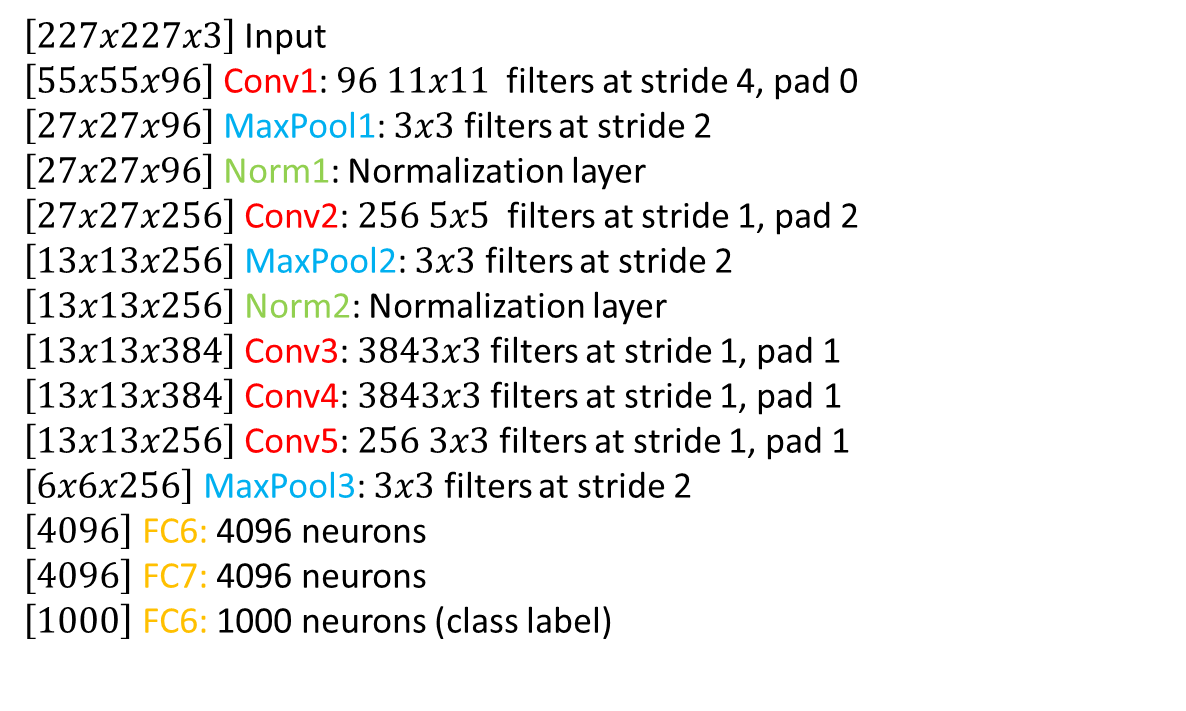 [227x227x3] Input
[55x55x96] Conv1: 96 11x11 filters at stride 4, pad 0
[27x27x96] MaxPool1: 3x3 filters at stride 2
[27x27x96] Norm1: Normalization layer
[27x27x256] Conv2: 256 5x5 filters at stride 1, pad 2
[13x13x256] MaxPool2: 3x3 filters at stride 2
[13x13x256] Norm2: Normalization layer
[13x13x384] Conv3: 3843x3 filters at stride 1, pad 1
[13x13x384] Conv4: 3843x3 filters at stride 1, pad 1
[13x13x256] Conv5: 256 3x3 filters at stride 1, pad 1
[6x6x256] MaxPool3: 3x3 filters at stride 2
[4096] FC6: 4096 neurons
[4096] FC7: 4096 neurons
[1000] FC6: 1000 neurons (class label)